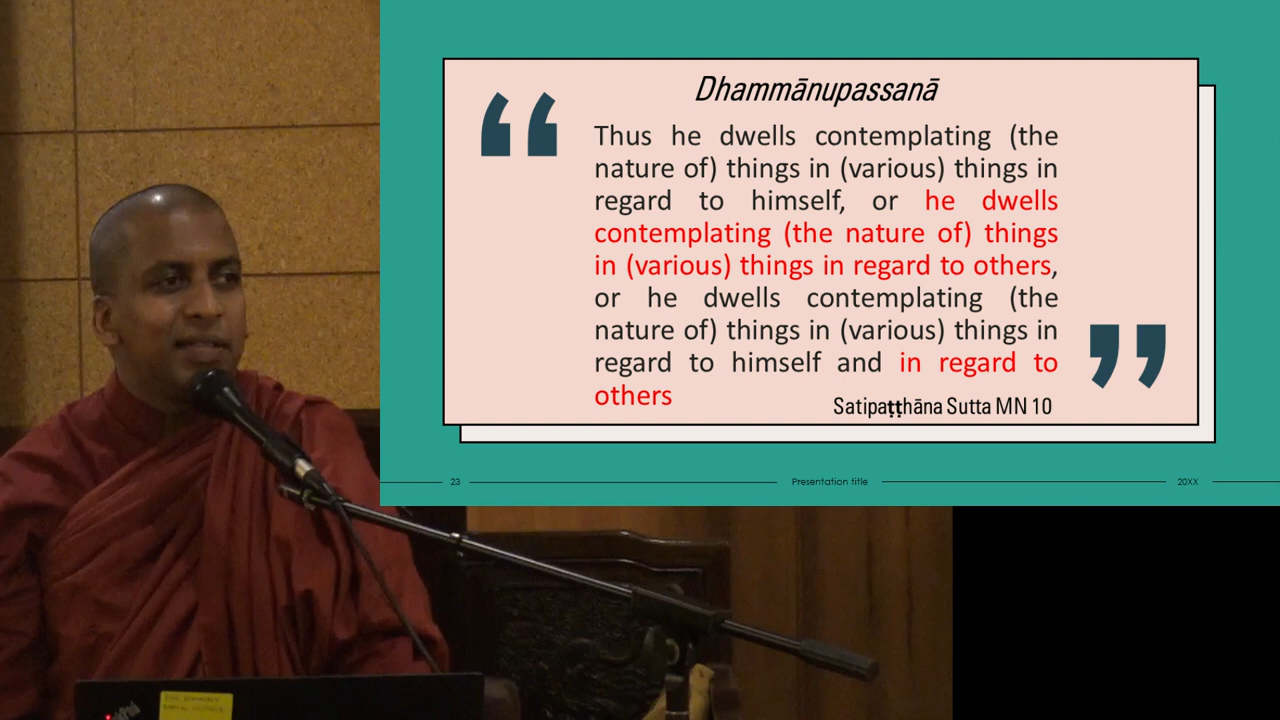 Dhammānupassanā
“
Thus he dwells contemplating (the
nature of) things in (various) things in
regard to himself, or he dwells
contemplating (the nature of) things
in (various) things in regard to others,
or he dwells contemplating (the
nature of) things in (various) things in
regard to himself and in regard to
others
”
Satipaṭṭhāna Sutta MN 10
23
Presentation title
20XX